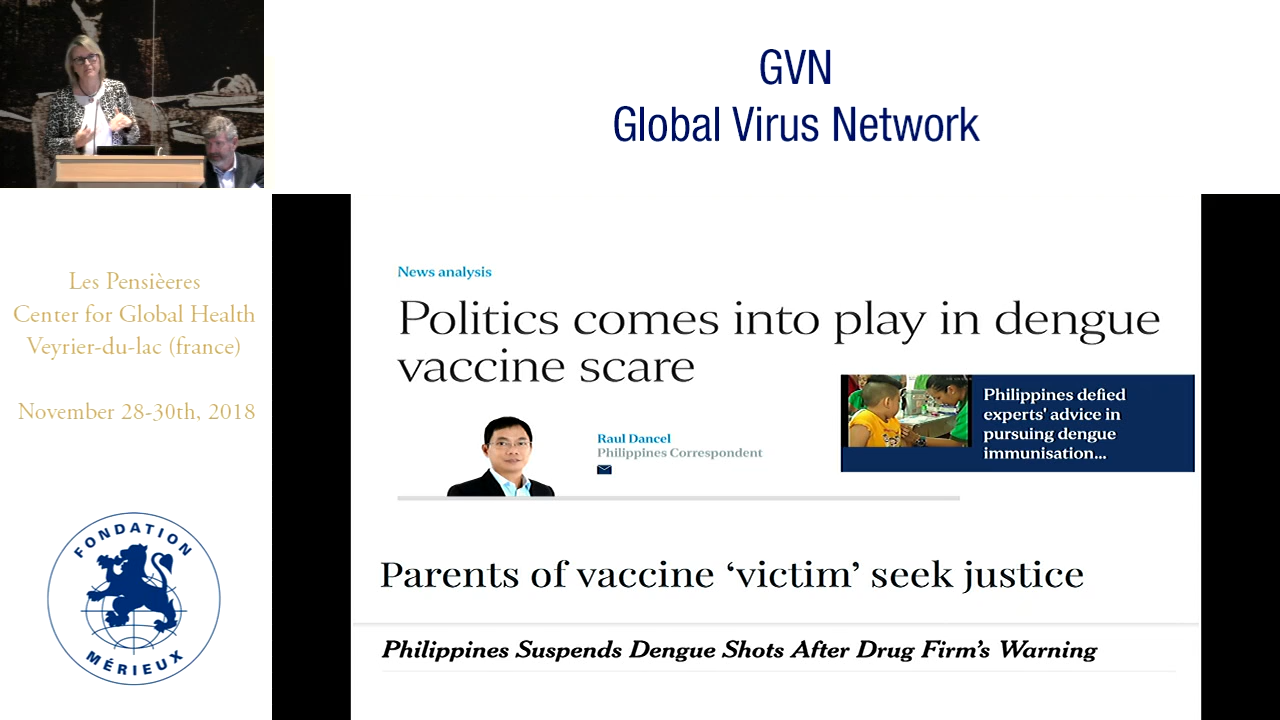 GVN
Global Virus Network
Les Pensièeres
Center for Global Health
Veyrier-du-lac (france)
November 28-30th, 2018
FONDATION
MÉRIEUX
News analysis
Politics comes into play in dengue
vaccine scare
Raul Dancel
Philippines Correspondent
Philippines defied
experts' advice in
pursuing dengue
immunisation...
Parents of vaccine ‘victim’ seek justice
Philippines Suspends Dengue Shots After Drug Firm’s Warning